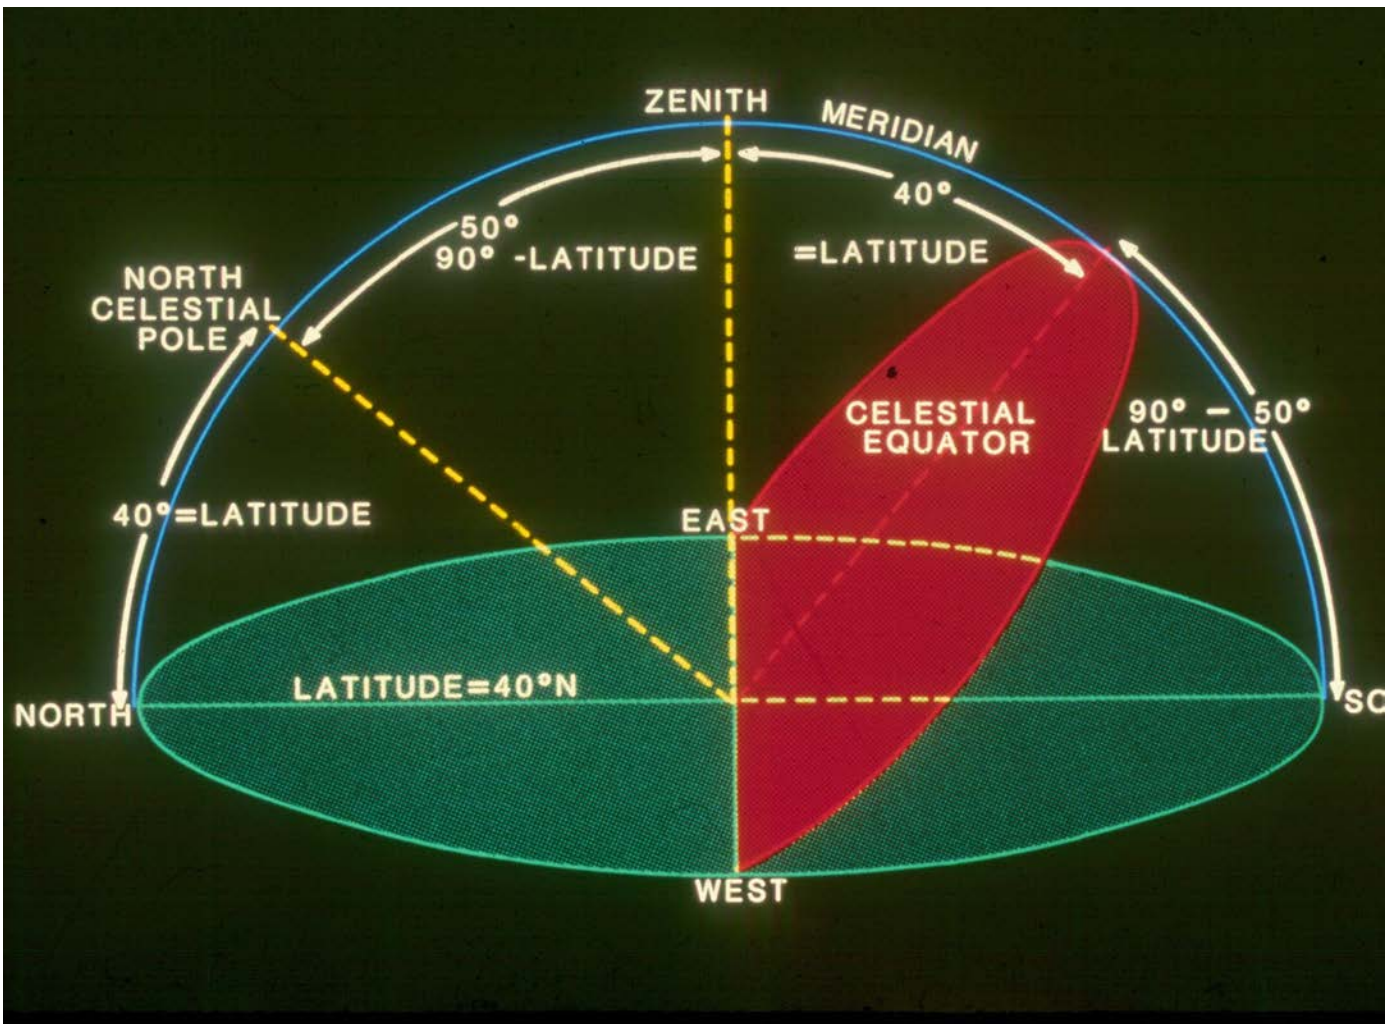 ZENITH
MERIDIAN
40°
50°
90° -LATITUDE
=LATITUDE
NORTH
CELESTIAL
POLE
CELESTIAL
EQUATOR
90° – 50°
LATITUDE
40°=LATITUDE
EAST
LATITUDE=40°N
NORTH
SO
WEST